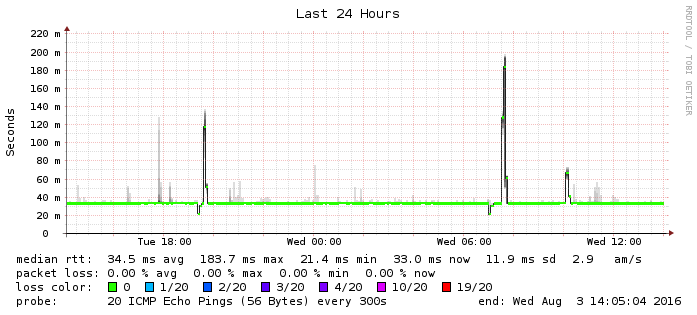 Last 24 Hours
RRDTOOL / TOBI OETIKER
Seconds
220 m
200 m
180 m
160 m
140 m
120 m
100 m
80 m
60 m
40 m
20 m
0
Tue 18:00 Wed 00:00 Wed 06:00 Wed 12:00
median rtt: 34.5 ms avg 183.7 ms max 21.4 ms min 33.0 ms now 11.9 ms sd 2.9 am/s
packet loss: 0.00 % avg 0.00 % max 0.00 % min 0.00 % now
loss color: 0 1/20 2/20 3/20 4/20 10/20 19/20
probe: 20 ICMP Echo Pings (56 Bytes) every 300s end: Wed Aug 3 14:05:04 2016